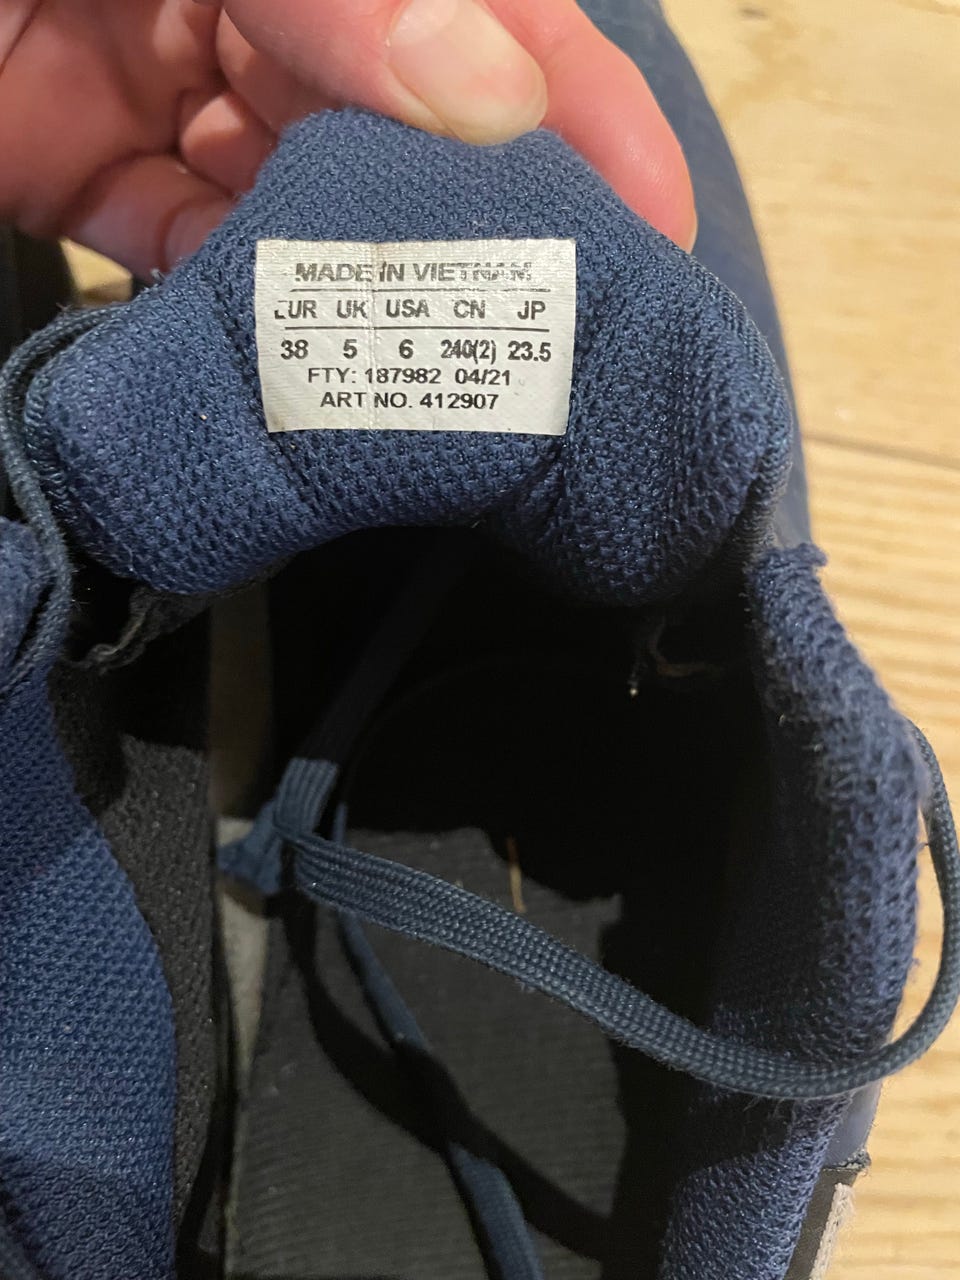 MADE IN VIETNAM
EUR UK USA CN JP
38 5 6 240(2) 23.5
FTY: 187982 04/21
ART NO. 412907